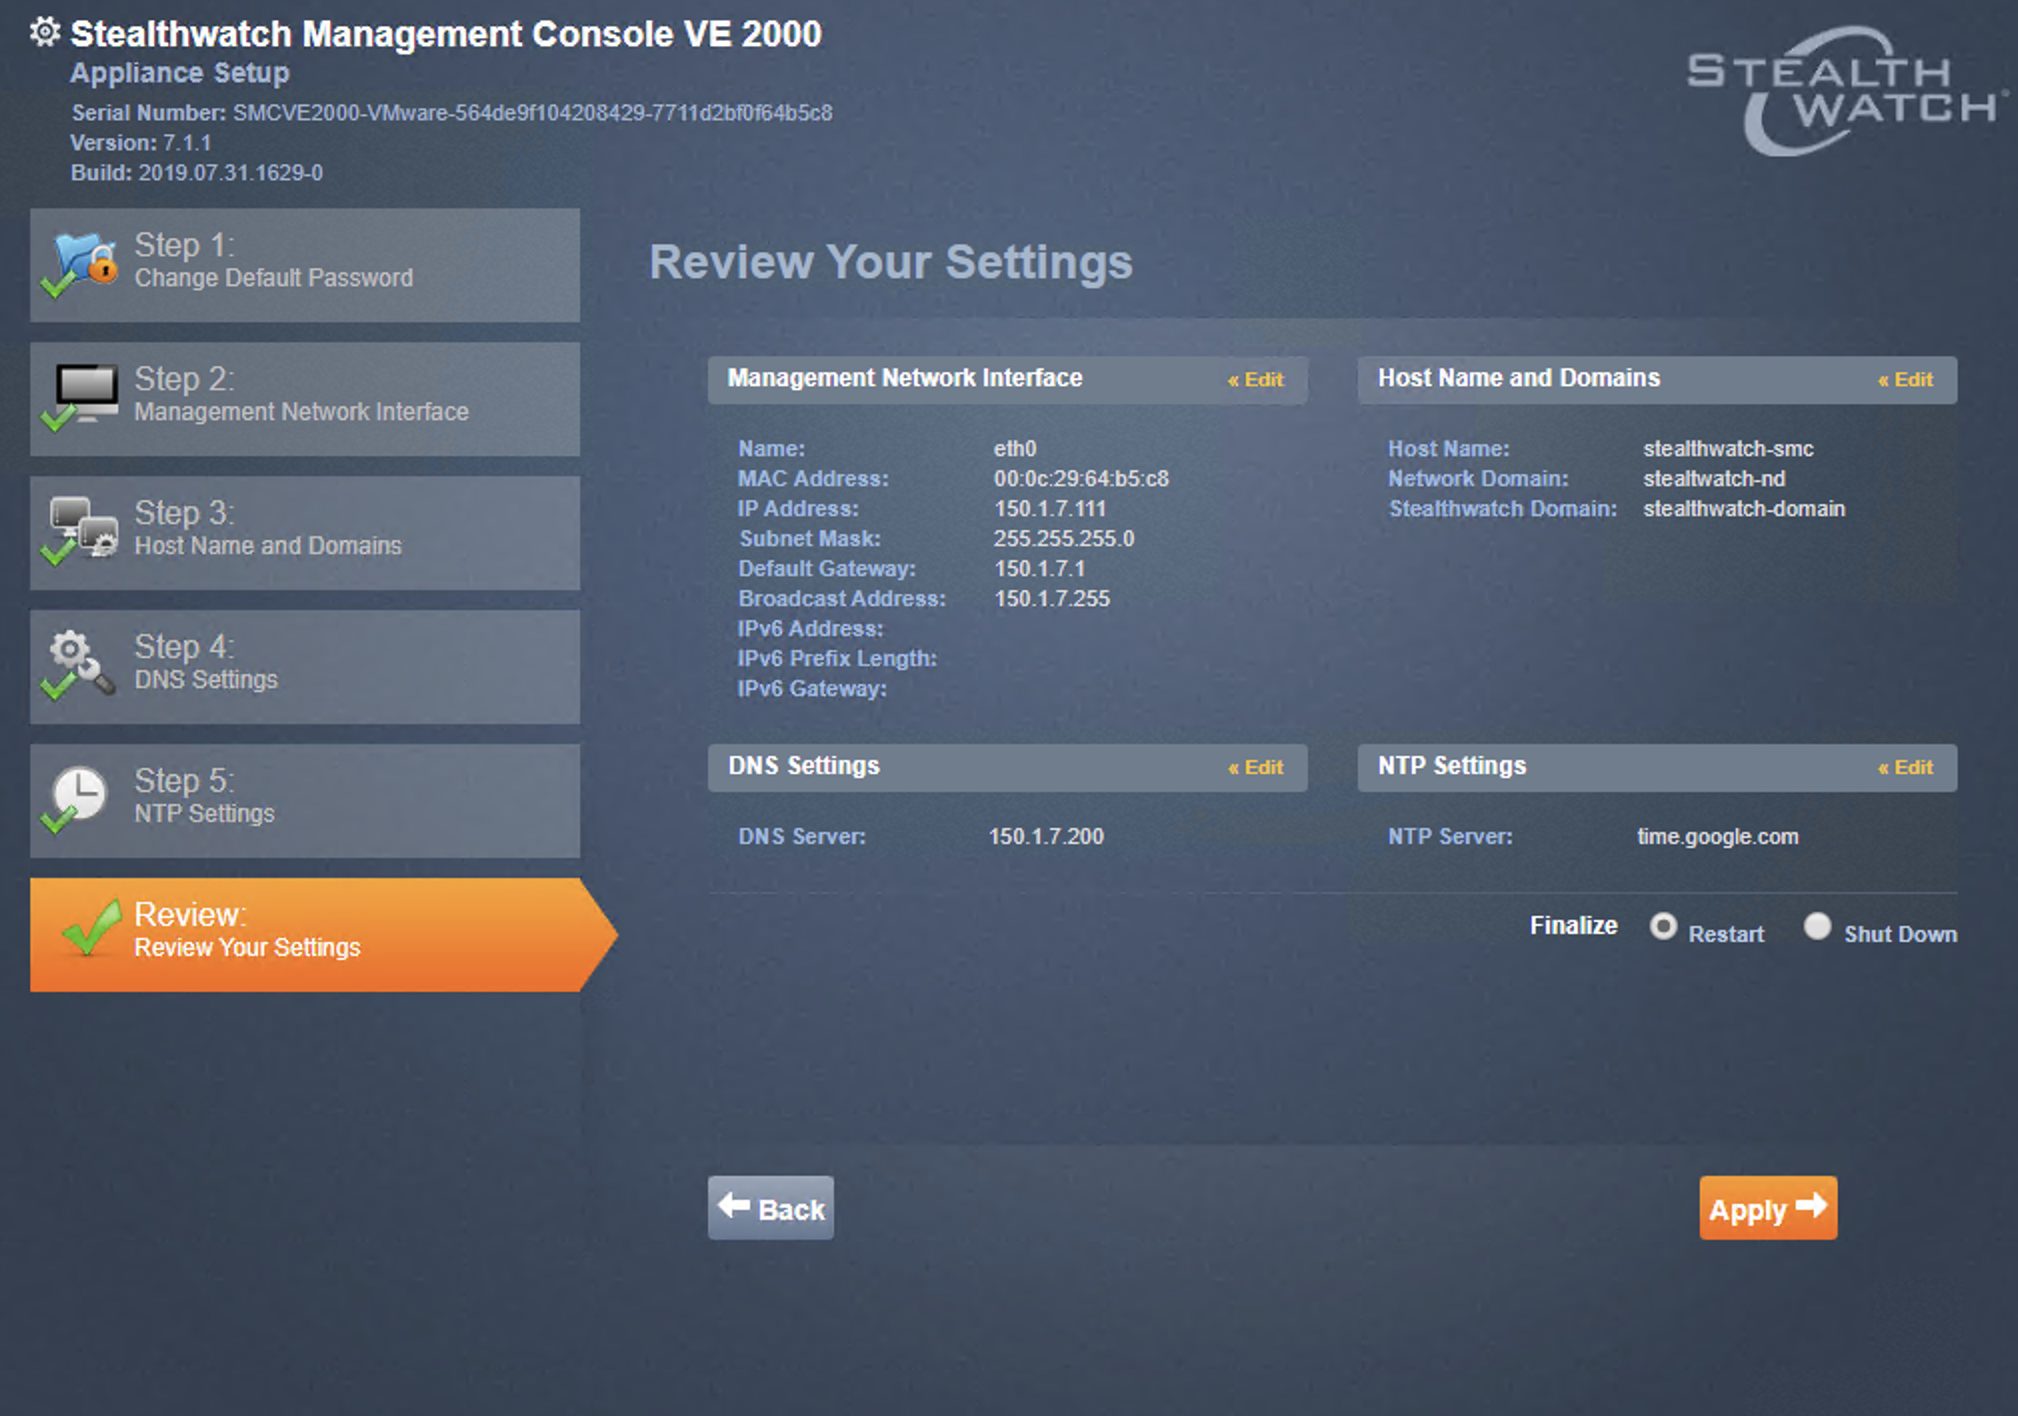 Stealthwatch Management Console VE 2000
Appliance Setup
Serial Number: SMCVE2000-VMware-564de9f104208429-7711d2bf0f64b5c8
Version: 7.1.1
Build: 2019.07.31.1629-0
STEALTH
WATCH
Step 1:
Change Default Password
Step 2:
Management Network Interface
Step 3:
Host Name and Domains
Step 4:
DNS Settings
Step 5:
NTP Settings
Review:
Review Your Settings
Review Your Settings
Management Network Interface « Edit
Name: eth0
MAC Address: 00:0c:29:64:b5:c8
IP Address: 150.1.7.111
Subnet Mask: 255.255.255.0
Default Gateway: 150.1.7.1
Broadcast Address: 150.1.7.255
IPv6 Address:
IPv6 Prefix Length:
IPv6 Gateway:
Host Name and Domains « Edit
Host Name: stealthwatch-smc
Network Domain: stealtwatch-nd
Stealthwatch Domain: stealthwatch-domain
DNS Settings « Edit
DNS Server: 150.1.7.200
NTP Settings « Edit
NTP Server: time.google.com
Finalize Restart Shut Down
Back
Apply